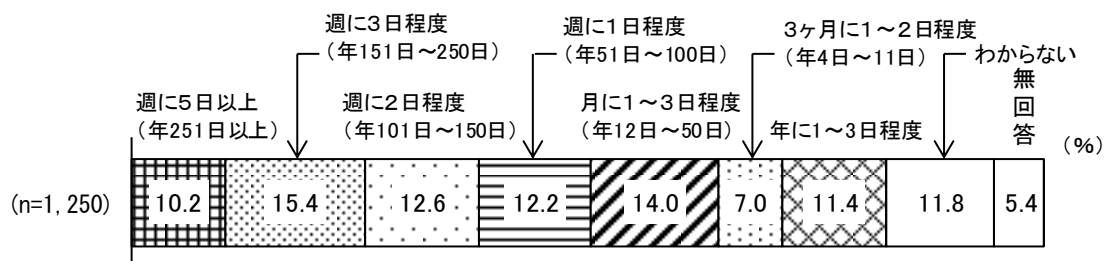 週に3日程度
（年151日～250日）
週に1日程度
（年51日～100日）
3ヶ月に1～2日程度
（年4日～11日）
わからない
無回答
週に5日以上
（年251日以上）
週に2日程度
（年101日～150日）
月に1～3日程度
（年12日～50日）
年に1～3日程度
（%）
(n=1,250)
10.2
15.4
12.6
12.2
14.0
7.0
11.4
11.8
5.4